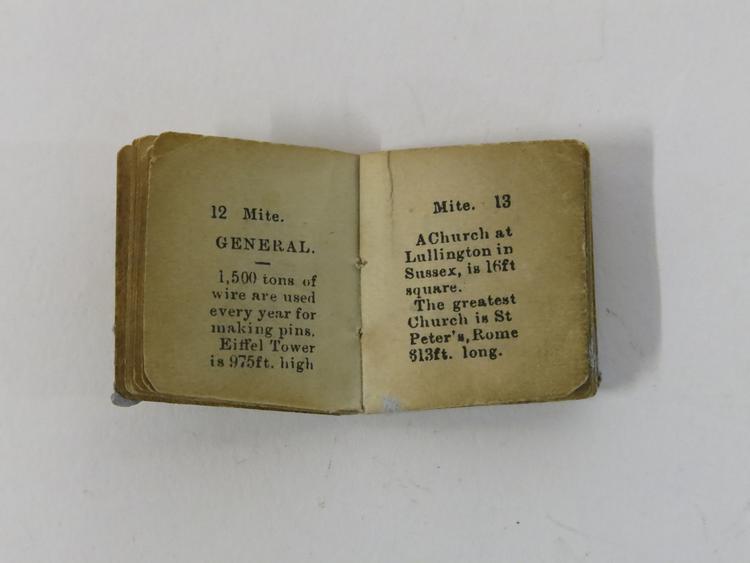 12 Mite.
GENERAL.
1,500 tons of
wire are used
every year for
making pins.
Eiffel Tower
is 975ft. high
Mite. 13
A Church at
Lullington in
Sussex, is 16ft
square.
The greatest
Church is St
Peter's, Rome
613ft. long.